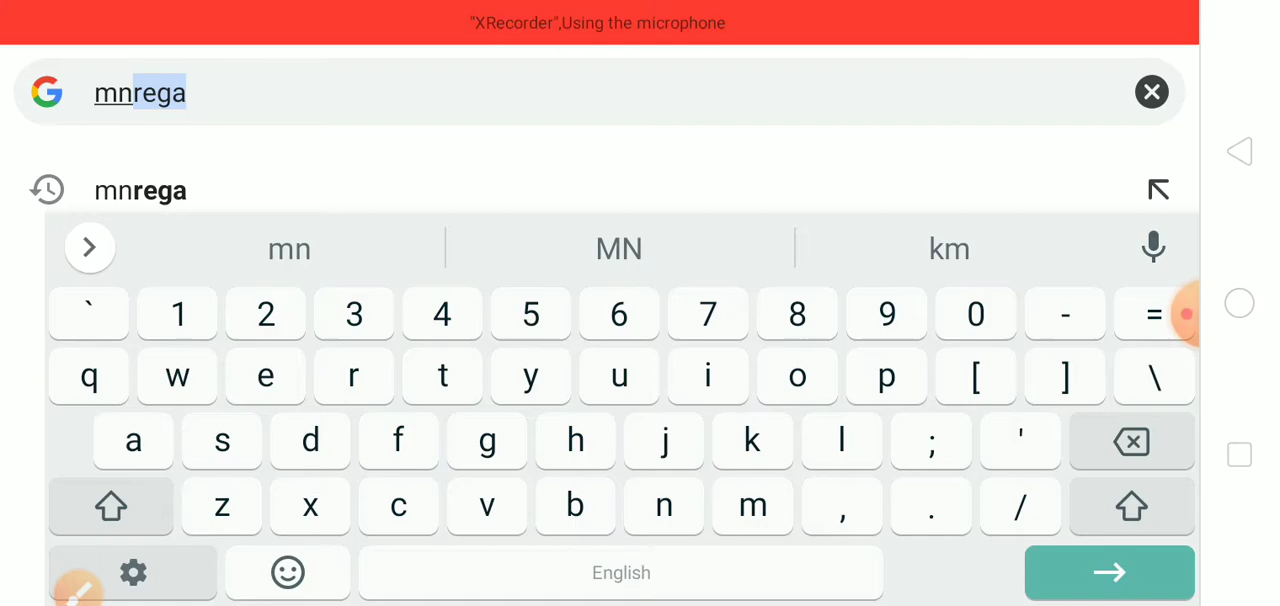 "XRecorder",Using the microphone
mnrega
mnrega
mn MN km
` 1 2 3 4 5 6 7 8 9 0 - =
q w e r t y u i o p [ ] \
a s d f g h j k l ; '
z x c v b n m , . /
English